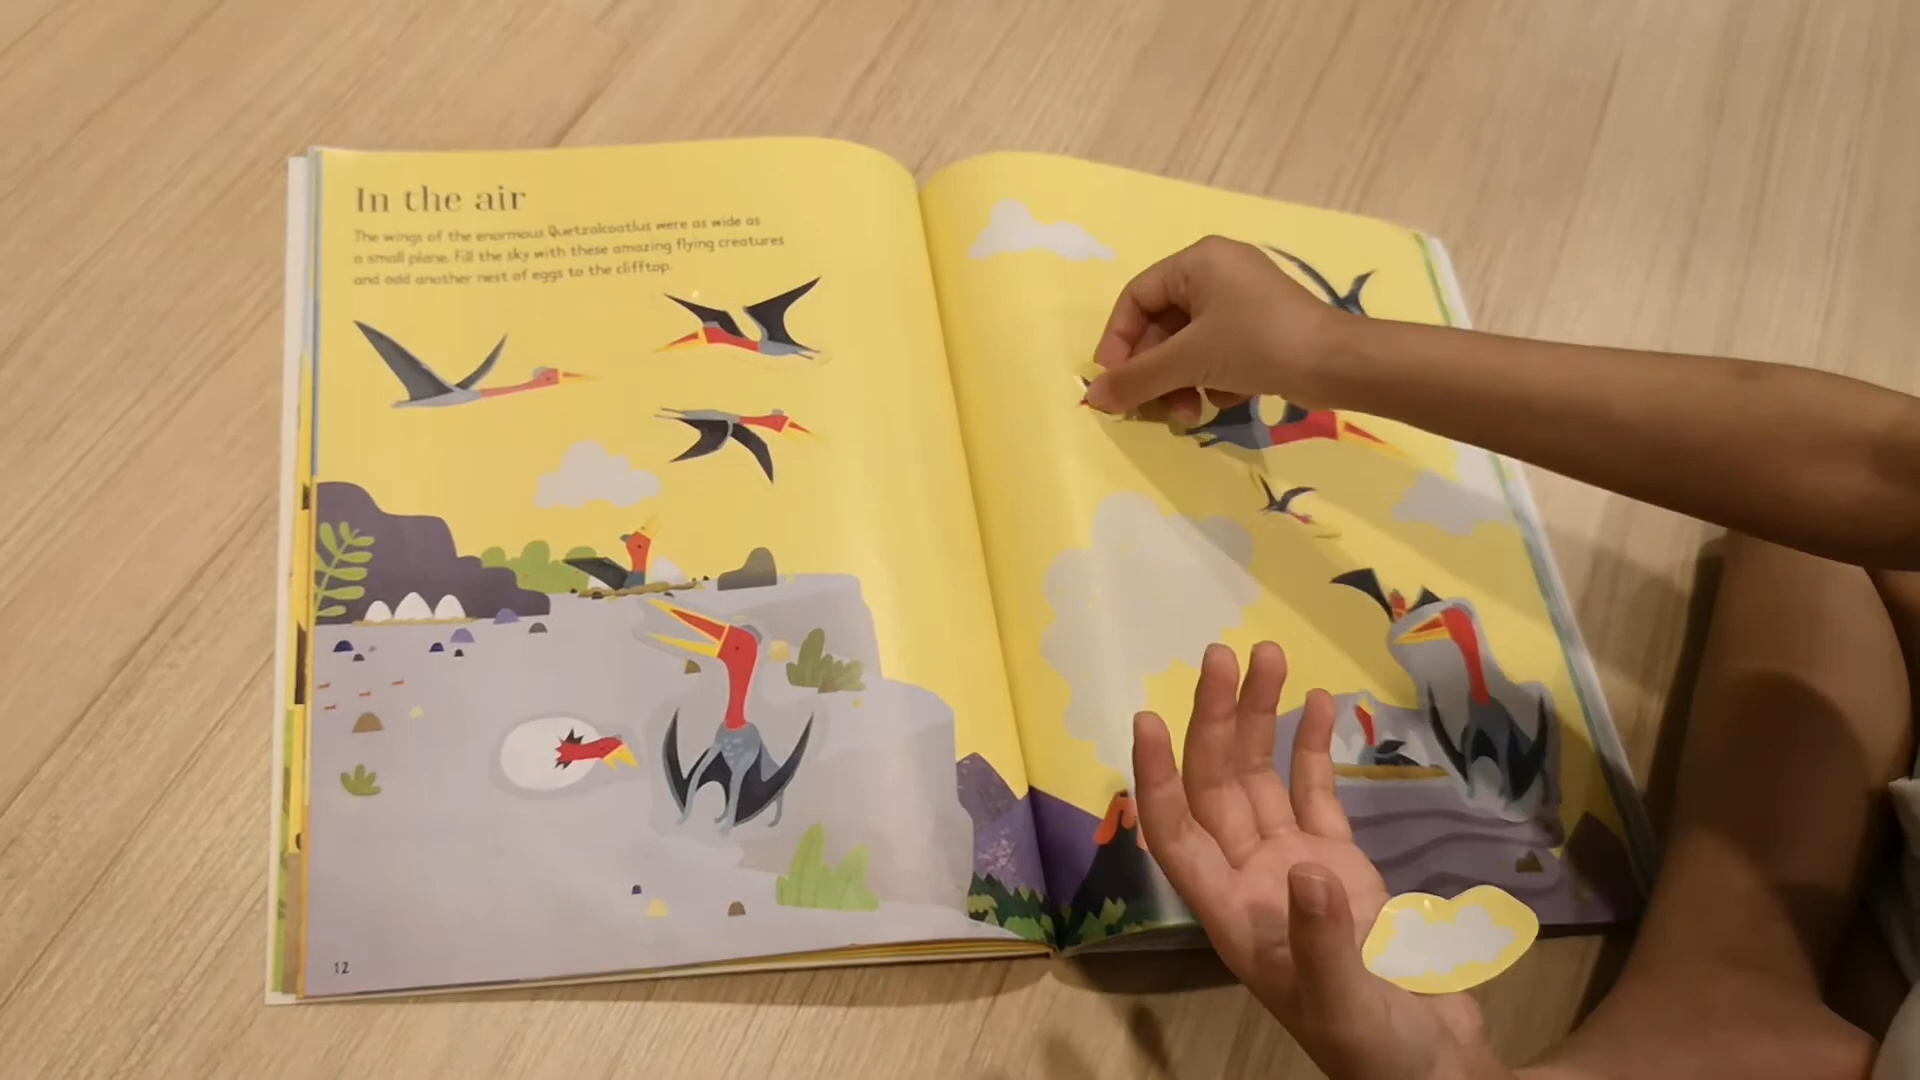 In the air
The wings of the enormous Quetzalcoatlus were as wide as
a small plane. Fill the sky with these amazing flying creatures
and add another nest of eggs to the clifftop.
12